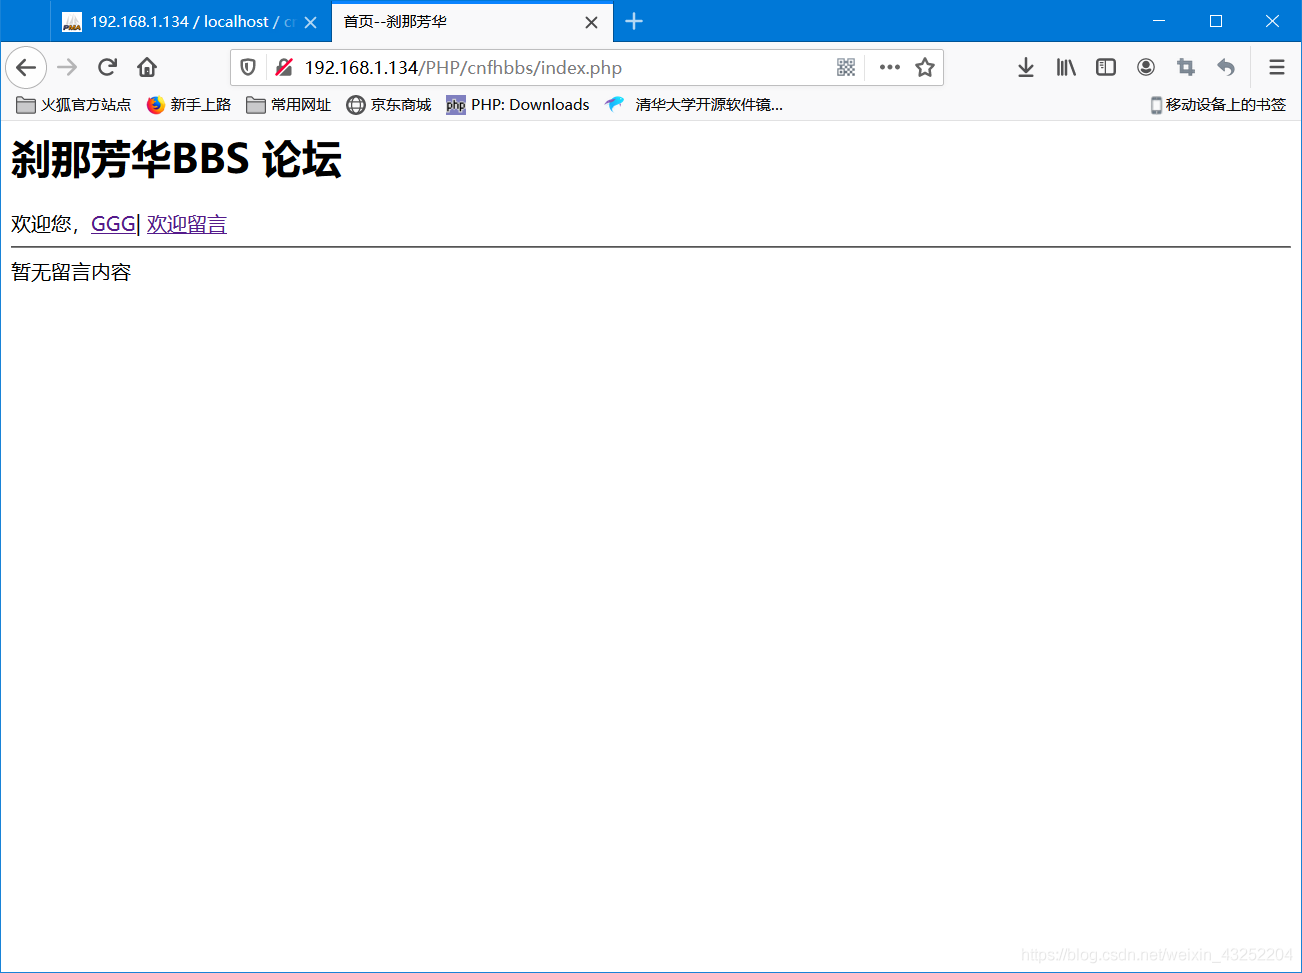 192.168.1.134 / localhost / cn
首页--刹那芳华
192.168.1.134/PHP/cnfhbbs/index.php
火狐官方站点 新手上路 常用网址 京东商城 php PHP: Downloads 清华大学开源软件镜... 移动设备上的书签
刹那芳华BBS 论坛
欢迎您，GGG| 欢迎留言
暂无留言内容
https://blog.csdn.net/weixin_43252204